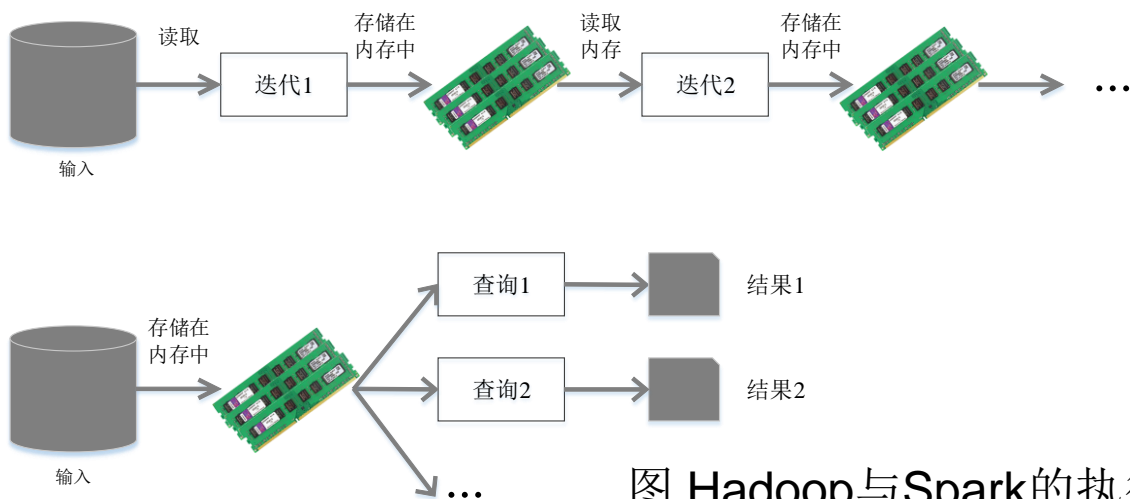 读取
存储在
内存中
读取
内存
存储在
内存中
迭代1
迭代2
...
输入
查询1
结果1
存储在
内存中
查询2
结果2
输入
...
图 Hadoop与Spark的执